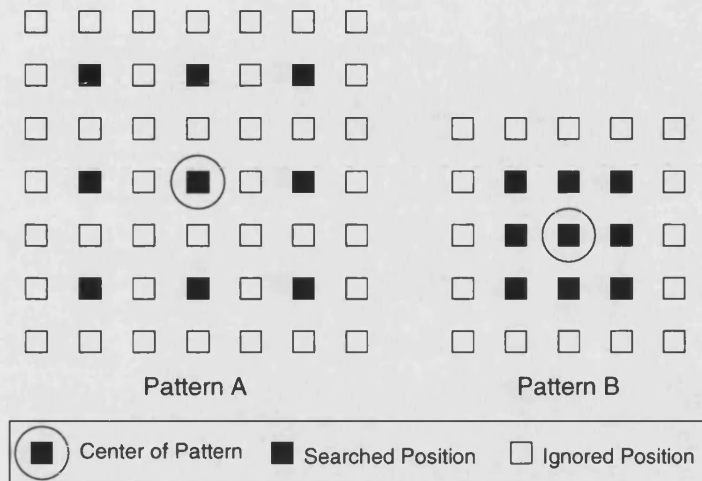 Pattern A
Pattern B
Center of Pattern
Searched Position
Ignored Position